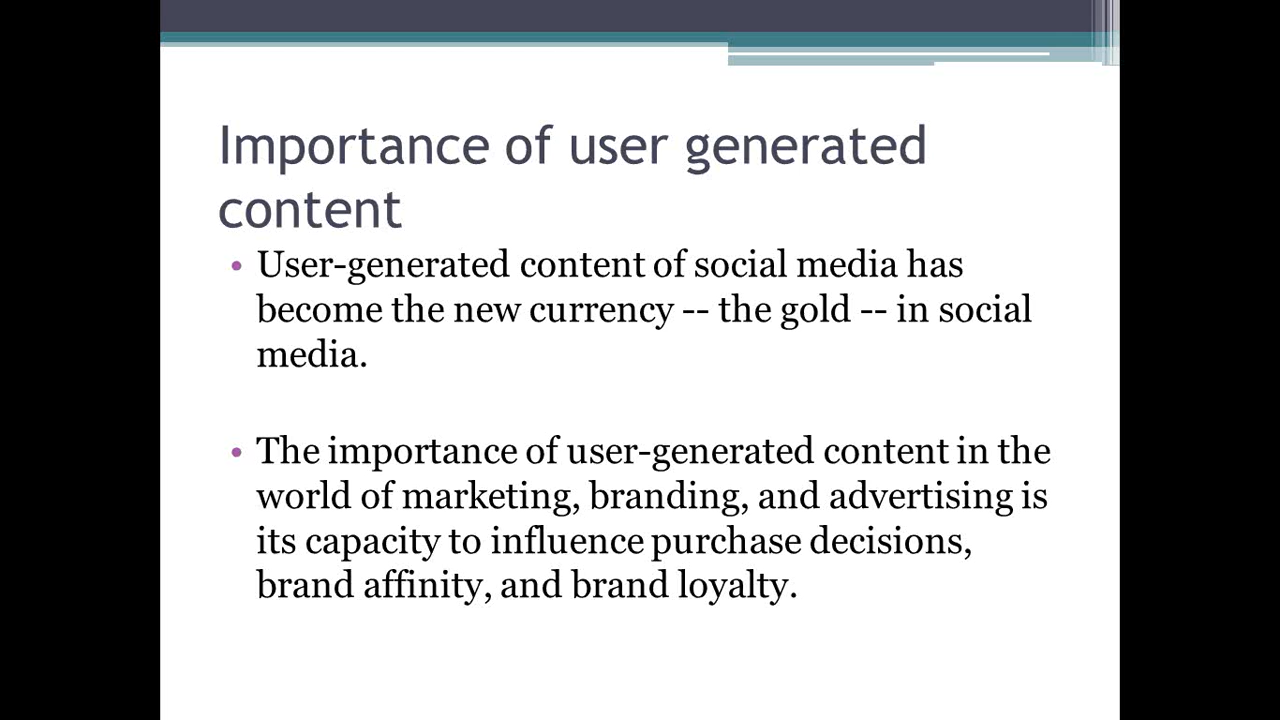 Importance of user generated
content
• User-generated content of social media has
become the new currency -- the gold -- in social
media.
• The importance of user-generated content in the
world of marketing, branding, and advertising is
its capacity to influence purchase decisions,
brand affinity, and brand loyalty.